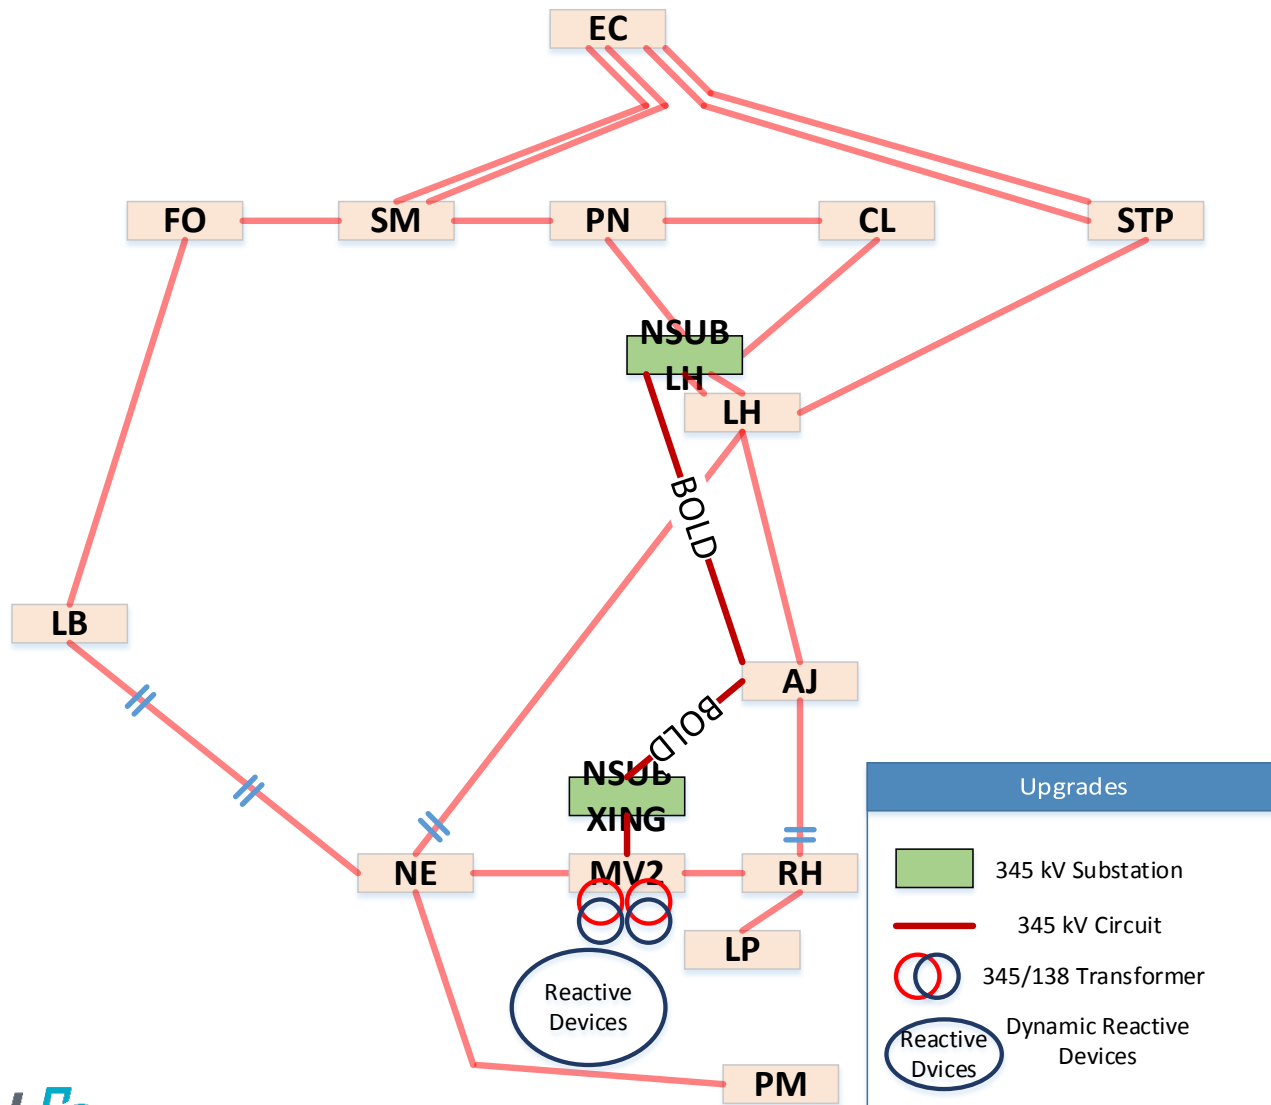 EC
FO
SM
PN
CL
STP
NSUB
LH
LH
BOLD
LB
AJ
BOLD
NSUB
XING
NE
MV2
RH
LP
Reactive
Devices
PM
Upgrades
345 kV Substation
345 kV Circuit
345/138 Transformer
Reactive
Dvices
Dynamic Reactive
Devices